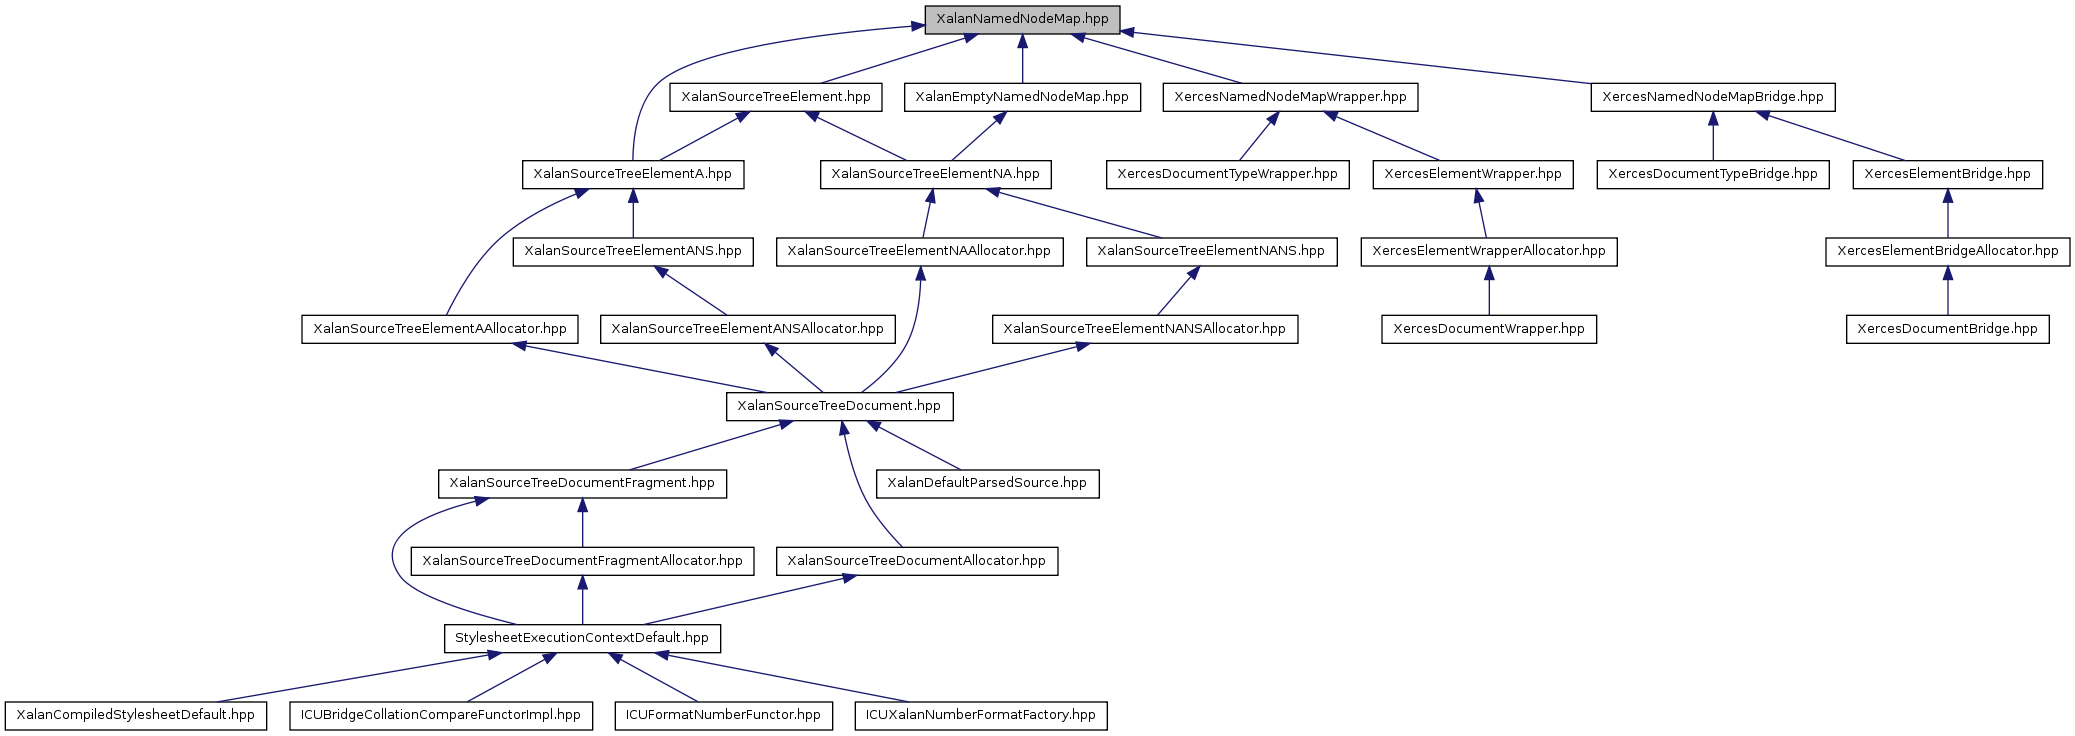 XalanNamedNodeMap.hpp
XalanSourceTreeElement.hpp
XalanEmptyNamedNodeMap.hpp
XercesNamedNodeMapWrapper.hpp
XercesNamedNodeMapBridge.hpp
XalanSourceTreeElementA.hpp
XalanSourceTreeElementNA.hpp
XercesDocumentTypeWrapper.hpp
XercesElementWrapper.hpp
XercesDocumentTypeBridge.hpp
XercesElementBridge.hpp
XalanSourceTreeElementANS.hpp
XalanSourceTreeElementNAAllocator.hpp
XalanSourceTreeElementNANS.hpp
XercesElementWrapperAllocator.hpp
XercesElementBridgeAllocator.hpp
XalanSourceTreeElementAAllocator.hpp
XalanSourceTreeElementANSAllocator.hpp
XalanSourceTreeElementNANSAllocator.hpp
XercesDocumentWrapper.hpp
XercesDocumentBridge.hpp
XalanSourceTreeDocument.hpp
XalanSourceTreeDocumentFragment.hpp
XalanDefaultParsedSource.hpp
XalanSourceTreeDocumentFragmentAllocator.hpp
XalanSourceTreeDocumentAllocator.hpp
StylesheetExecutionContextDefault.hpp
XalanCompiledStylesheetDefault.hpp
ICUBridgeCollationCompareFunctorImpl.hpp
ICUFormatNumberFunctor.hpp
ICUXalanNumberFormatFactory.hpp